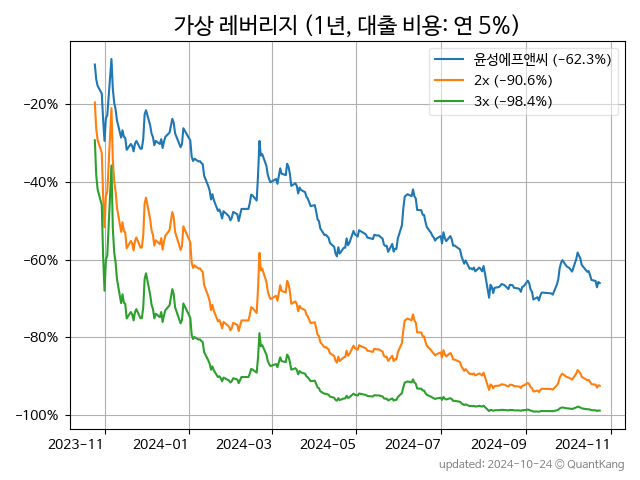 가상 레버리지 (1년, 대출 비용: 연 5%)
윤성에프앤씨 (−62.3%)
2x (−90.6%)
3x (−98.4%)
−20%
−40%
−60%
−80%
−100%
2023-11 2024-01 2024-03 2024-05 2024-07 2024-09 2024-11
updated: 2024-10-24 © QuantKang